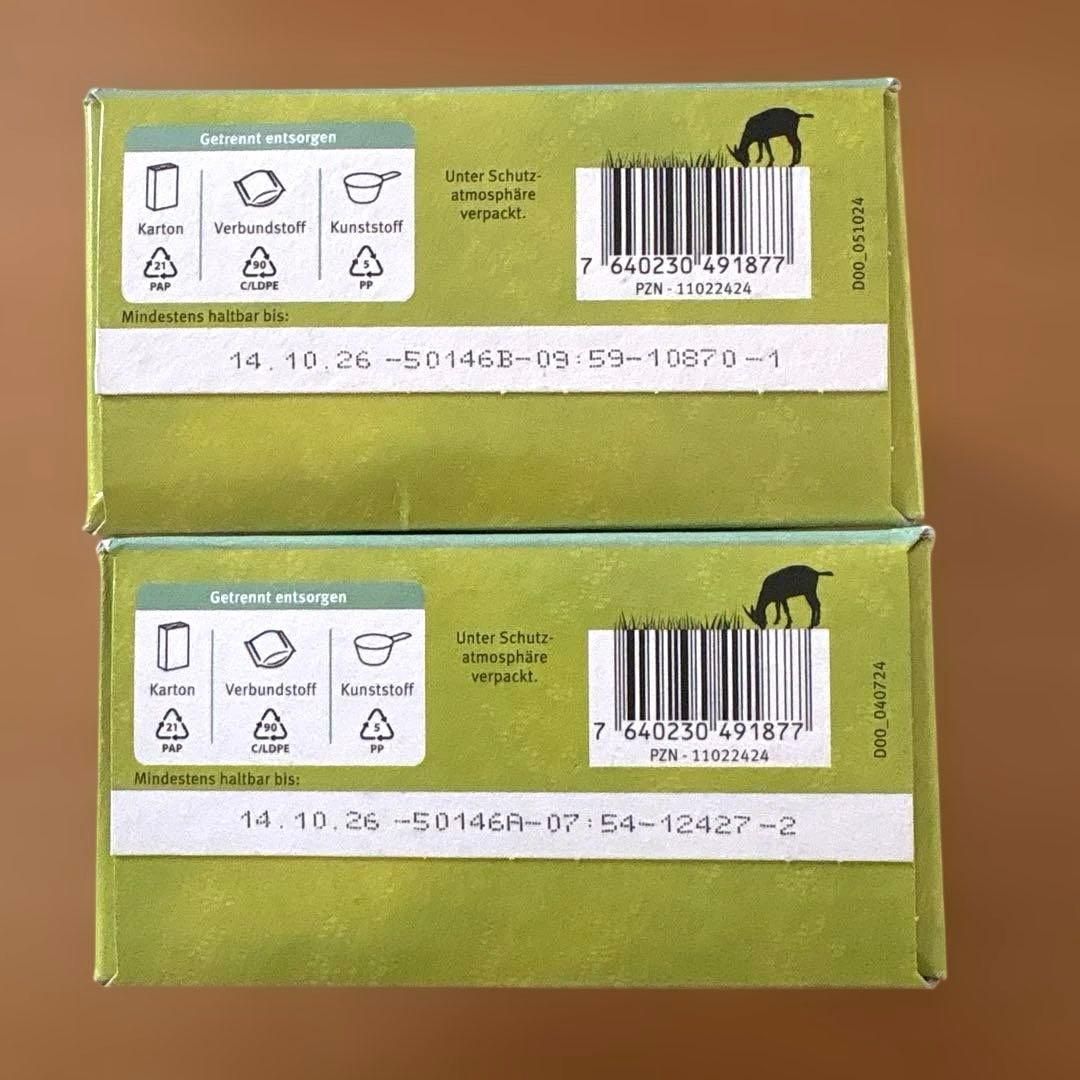 Getrennt entsorgen
Karton Verbundstoff Kunststoff
21 90 5
PAP C/LDPE PP
Unter Schutz-
atmosphäre
verpackt.
7 640230 491877
PZN - 11022424
D00_051024
Mindestens haltbar bis:
14.10.26 -50146B-09:59-10870-1
Getrennt entsorgen
Karton Verbundstoff Kunststoff
21 90 5
PAP C/LDPE PP
Unter Schutz-
atmosphäre
verpackt.
7 640230 491877
PZN - 11022424
D00_040724
Mindestens haltbar bis:
14.10.26 -50146A-07:54-12427-2